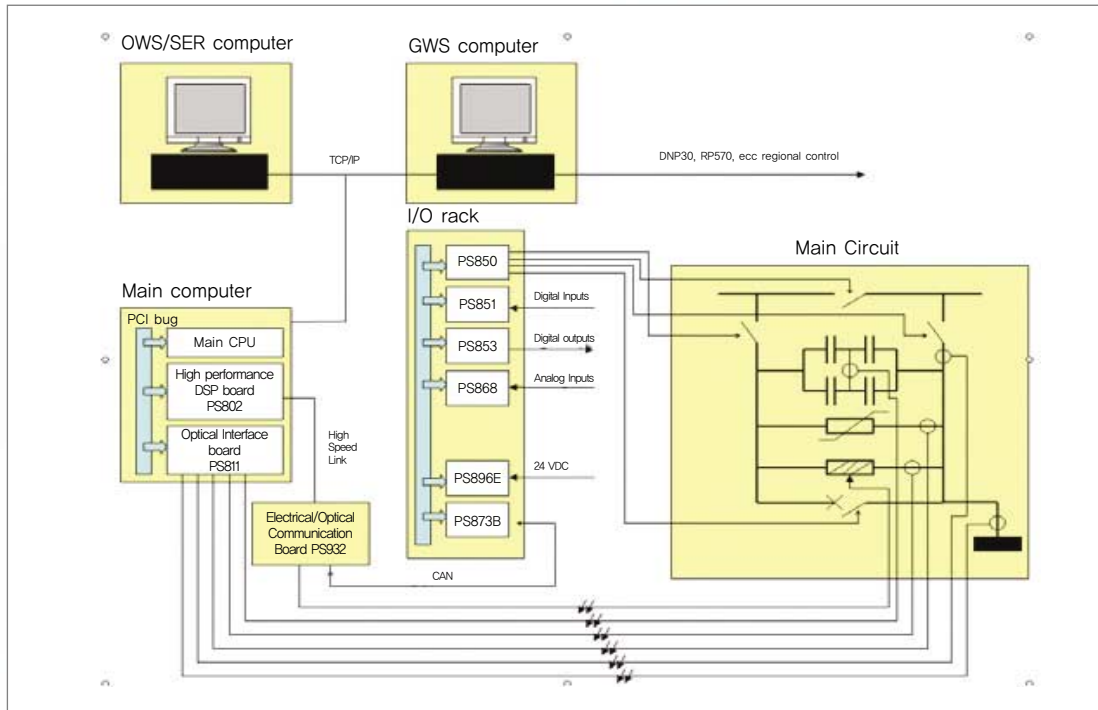 OWS/SER computer
GWS computer
TCP/IP
DNP30, RP570, ecc regional control
I/O rack
PS850
PS851
PS853
PS868
PS896E
PS873B
Digital Inputs
Digital outputs
Analog Inputs
24 VDC
Main Circuit
Main computer
PCI bug
Main CPU
High performance
DSP board
PS802
Optical Interface
board
PS811
High
Speed
Link
Electrical/Optical
Communication
Board PS932
CAN